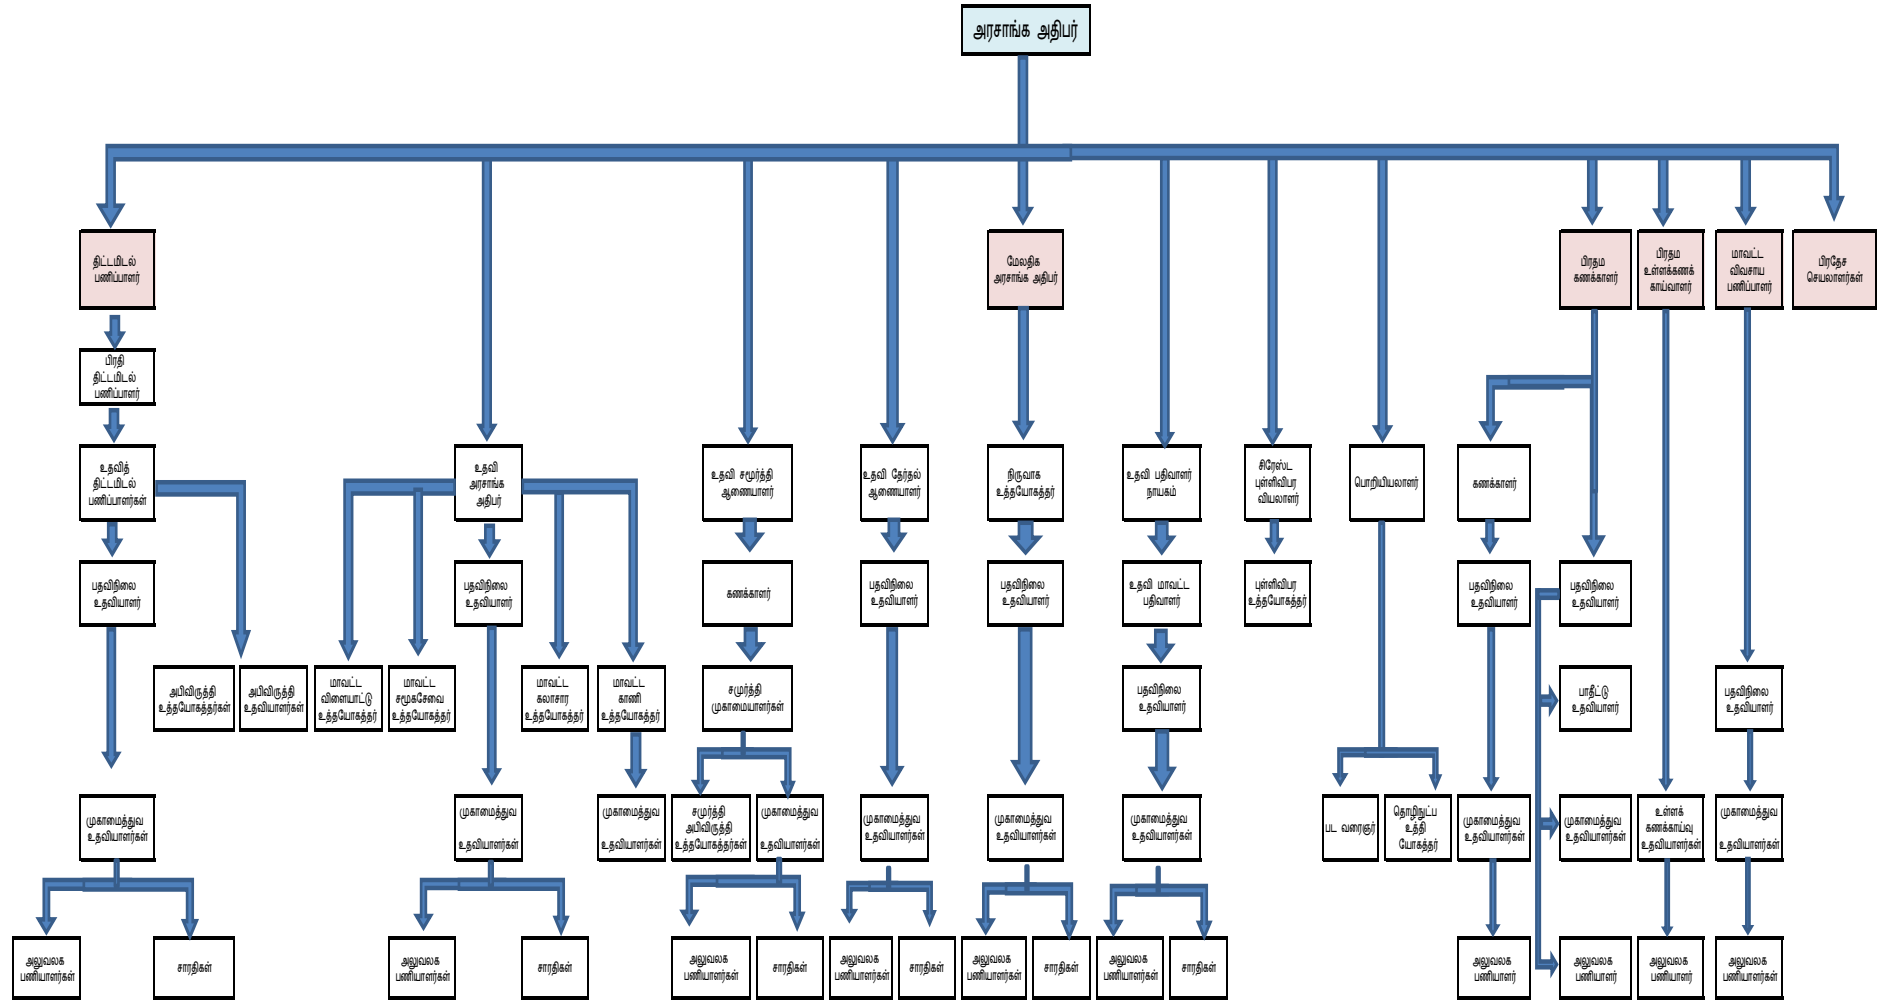 அரசாங்க அதிபர்
திட்டமிடல்
பணிப்பாளர்
மேலதிக
அரசாங்க அதிபர்
பிரதம
கணக்காளர்
பிரதம
உள்ளக்கணக்
காய்வாளர்
மாவட்ட
விவசாய
பணிப்பாளர்
பிரதேச
செயலாளர்கள்
பிரதி
திட்டமிடல்
பணிப்பாளர்
உதவித்
திட்டமிடல்
பணிப்பாளர்கள்
உதவி
அரசாங்க
அதிபர்
உதவி சமூர்த்தி
ஆணையாளர்
உதவி தேர்தல்
ஆணையாளர்
நிருவாக
உத்தயோகத்தர்
உதவி பதிவாளர்
நாயகம்
சிரேஸ்ட
புள்ளிவிபர
வியலாளர்
பொறியியலாளர்
கணக்காளர்
பதவிநிலை
உதவியாளர்
பதவிநிலை
உதவியாளர்
கணக்காளர்
பதவிநிலை
உதவியாளர்
பதவிநிலை
உதவியாளர்
உதவி மாவட்ட
பதிவாளர்
புள்ளிவிபர
உத்தயோகத்தர்
பதவிநிலை
உதவியாளர்
பதவிநிலை
உதவியாளர்
அபிவிருத்தி
உத்தயோகத்தர்கள்
அபிவிருத்தி
உதவியாளர்கள்
மாவட்ட
விளையாட்டு
உத்தயோகத்தர்
மாவட்ட
சமூகசேவை
உத்தயோகத்தர்
மாவட்ட
கலாசார
உத்தயோகத்தர்
மாவட்ட
காணி
உத்தயோகத்தர்
சமுர்த்தி
முகாமையாளர்கள்
பதவிநிலை
உதவியாளர்
பாதீட்டு
உதவியாளர்
பதவிநிலை
உதவியாளர்
முகாமைத்துவ
உதவியாளர்கள்
முகாமைத்துவ
உதவியாளர்கள்
முகாமைத்துவ
உதவியாளர்கள்
சமுர்த்தி
அபிவிருத்தி
உத்தயோகத்தர்கள்
முகாமைத்துவ
உதவியாளர்கள்
முகாமைத்துவ
உதவியாளர்கள்
முகாமைத்துவ
உதவியாளர்கள்
முகாமைத்துவ
உதவியாளர்கள்
பட வரைஞர்
தொழிநுட்ப
உத்தி
யோகத்தர்
முகாமைத்துவ
உதவியாளர்கள்
முகாமைத்துவ
உதவியாளர்கள்
உள்ளக்
கணக்காய்வு
உதவியாளர்கள்
முகாமைத்துவ
உதவியாளர்கள்
அலுவலக
பணியாளர்கள்
சாரதிகள்
அலுவலக
பணியாளர்கள்
சாரதிகள்
அலுவலக
பணியாளர்கள்
சாரதிகள்
அலுவலக
பணியாளர்கள்
சாரதிகள்
அலுவலக
பணியாளர்கள்
சாரதிகள்
அலுவலக
பணியாளர்கள்
சாரதிகள்
அலுவலக
பணியாளர்
அலுவலக
பணியாளர்
அலுவலக
பணியாளர்
அலுவலக
பணியாளர்கள்